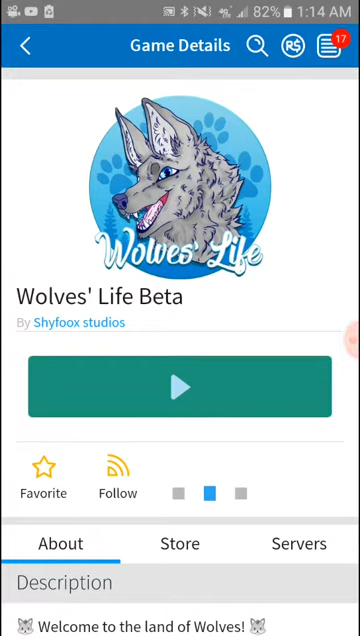 82% 1:14 AM
Game Details
R$
17
Wolves' Life
Wolves' Life Beta
By Shyfoox studios
Favorite
Follow
About
Store
Servers
Description
🐺 Welcome to the land of Wolves! 🐺